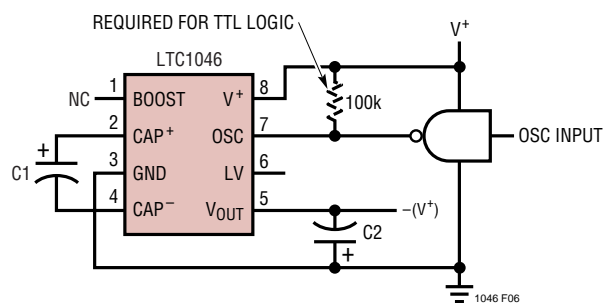 REQUIRED FOR TTL LOGIC
V+
LTC1046
NC
1
BOOST
V+
8
100k
2
CAP+
OSC
7
OSC INPUT
+
C1
3
GND
LV
6
4
CAP−
VOUT
5
−(V+)
C2
+
1046 F06